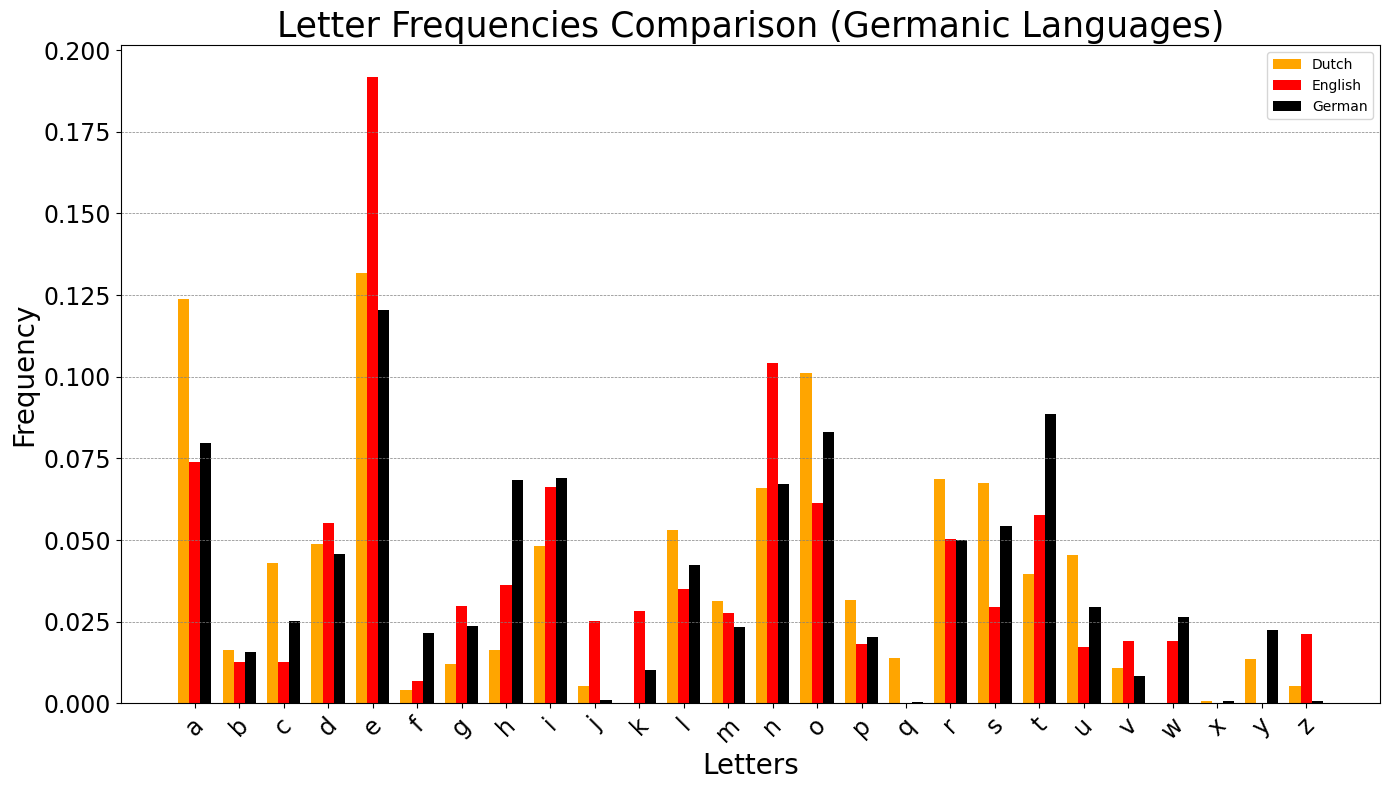 Letter Frequencies Comparison (Germanic Languages)
Dutch
English
German
Frequency
0.200
0.175
0.150
0.125
0.100
0.075
0.050
0.025
0.000
a b c d e f g h i j k l m n o p q r s t u v w x y z
Letters